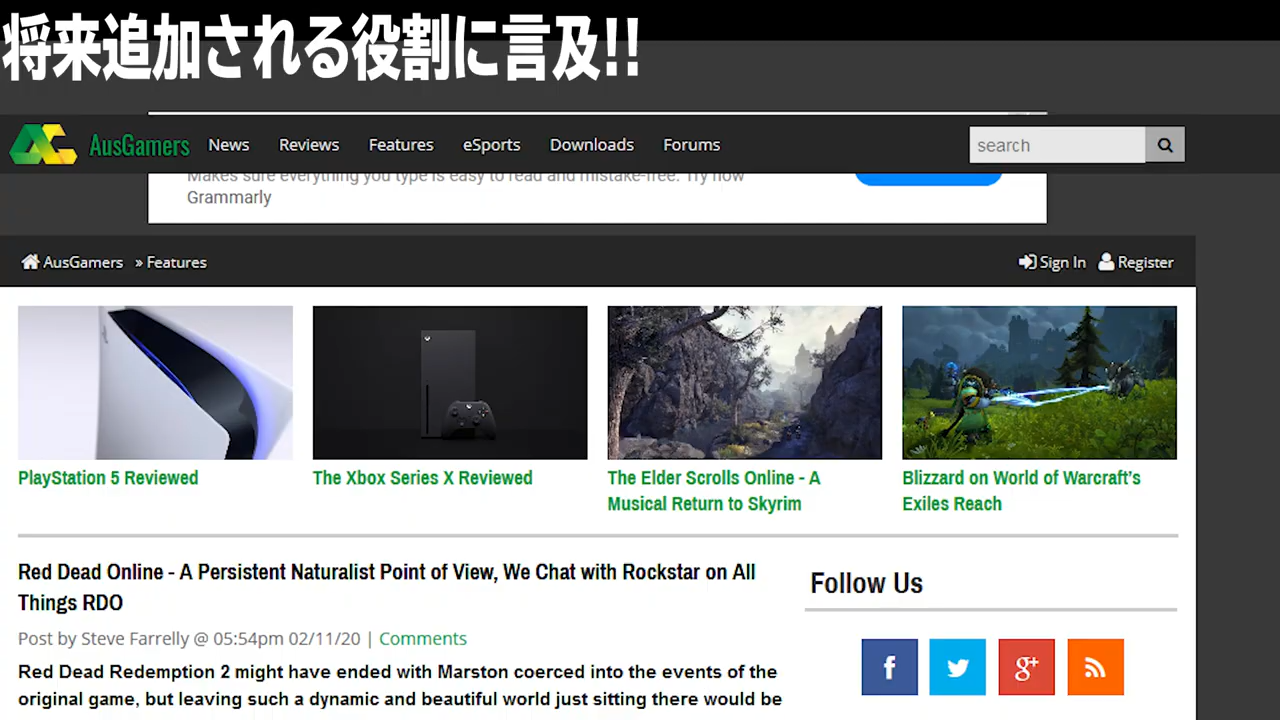 将来追加される役割に言及!!
AusGamers News Reviews Features eSports Downloads Forums search
Makes sure everything you type is easy to read and mistake-free. Try now
Grammarly
AusGamers » Features Sign In Register
PlayStation 5 Reviewed
The Xbox Series X Reviewed
The Elder Scrolls Online - A
Musical Return to Skyrim
Blizzard on World of Warcraft's
Exiles Reach
Red Dead Online - A Persistent Naturalist Point of View, We Chat with Rockstar on All
Things RDO
Post by Steve Farrelly @ 05:54pm 02/11/20 | Comments
Red Dead Redemption 2 might have ended with Marston coerced into the events of the
original game, but leaving such a dynamic and beautiful world just sitting there would be
Follow Us